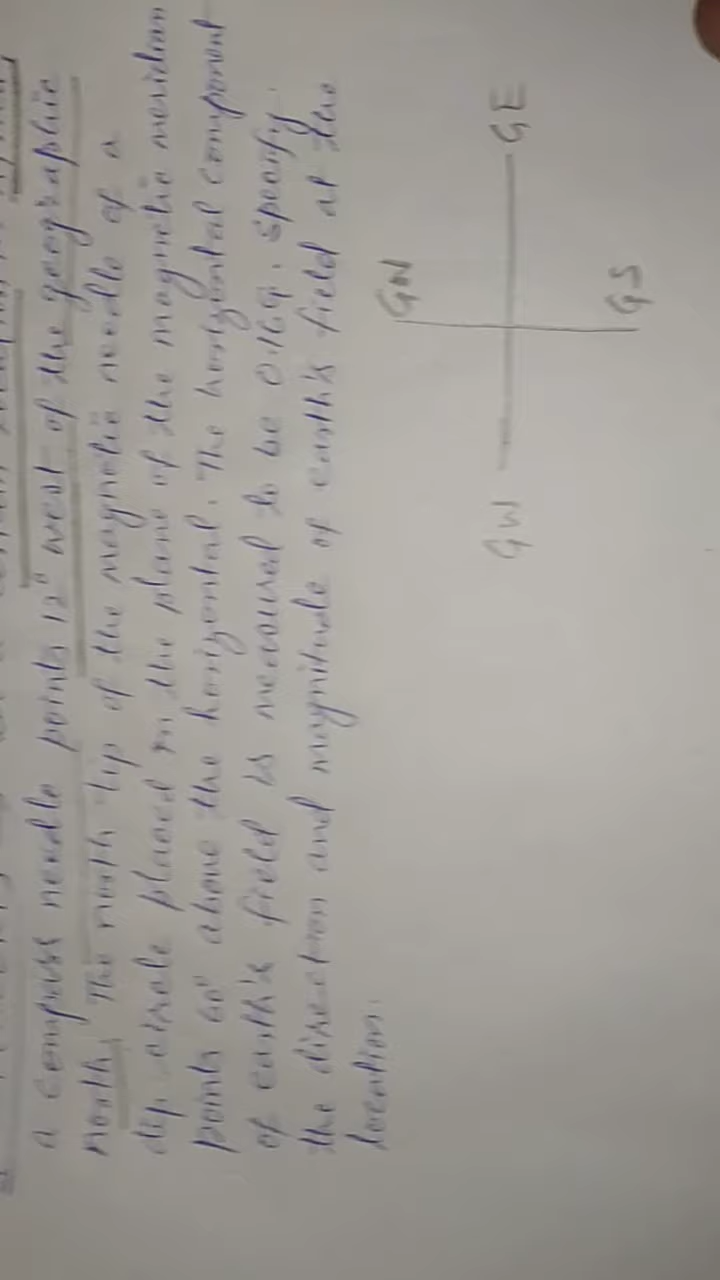 a compass needle points 12° west of the geographic
north. The north tip of the magnetic needle of a
dip circle placed in the plane of the magnetic meridian
points 60° above the horizontal. The horizontal component
of earth's field is measured to be 0.16G. specify
the direction and magnitude of earth's field at the
location.
GN
GW
GE
GS